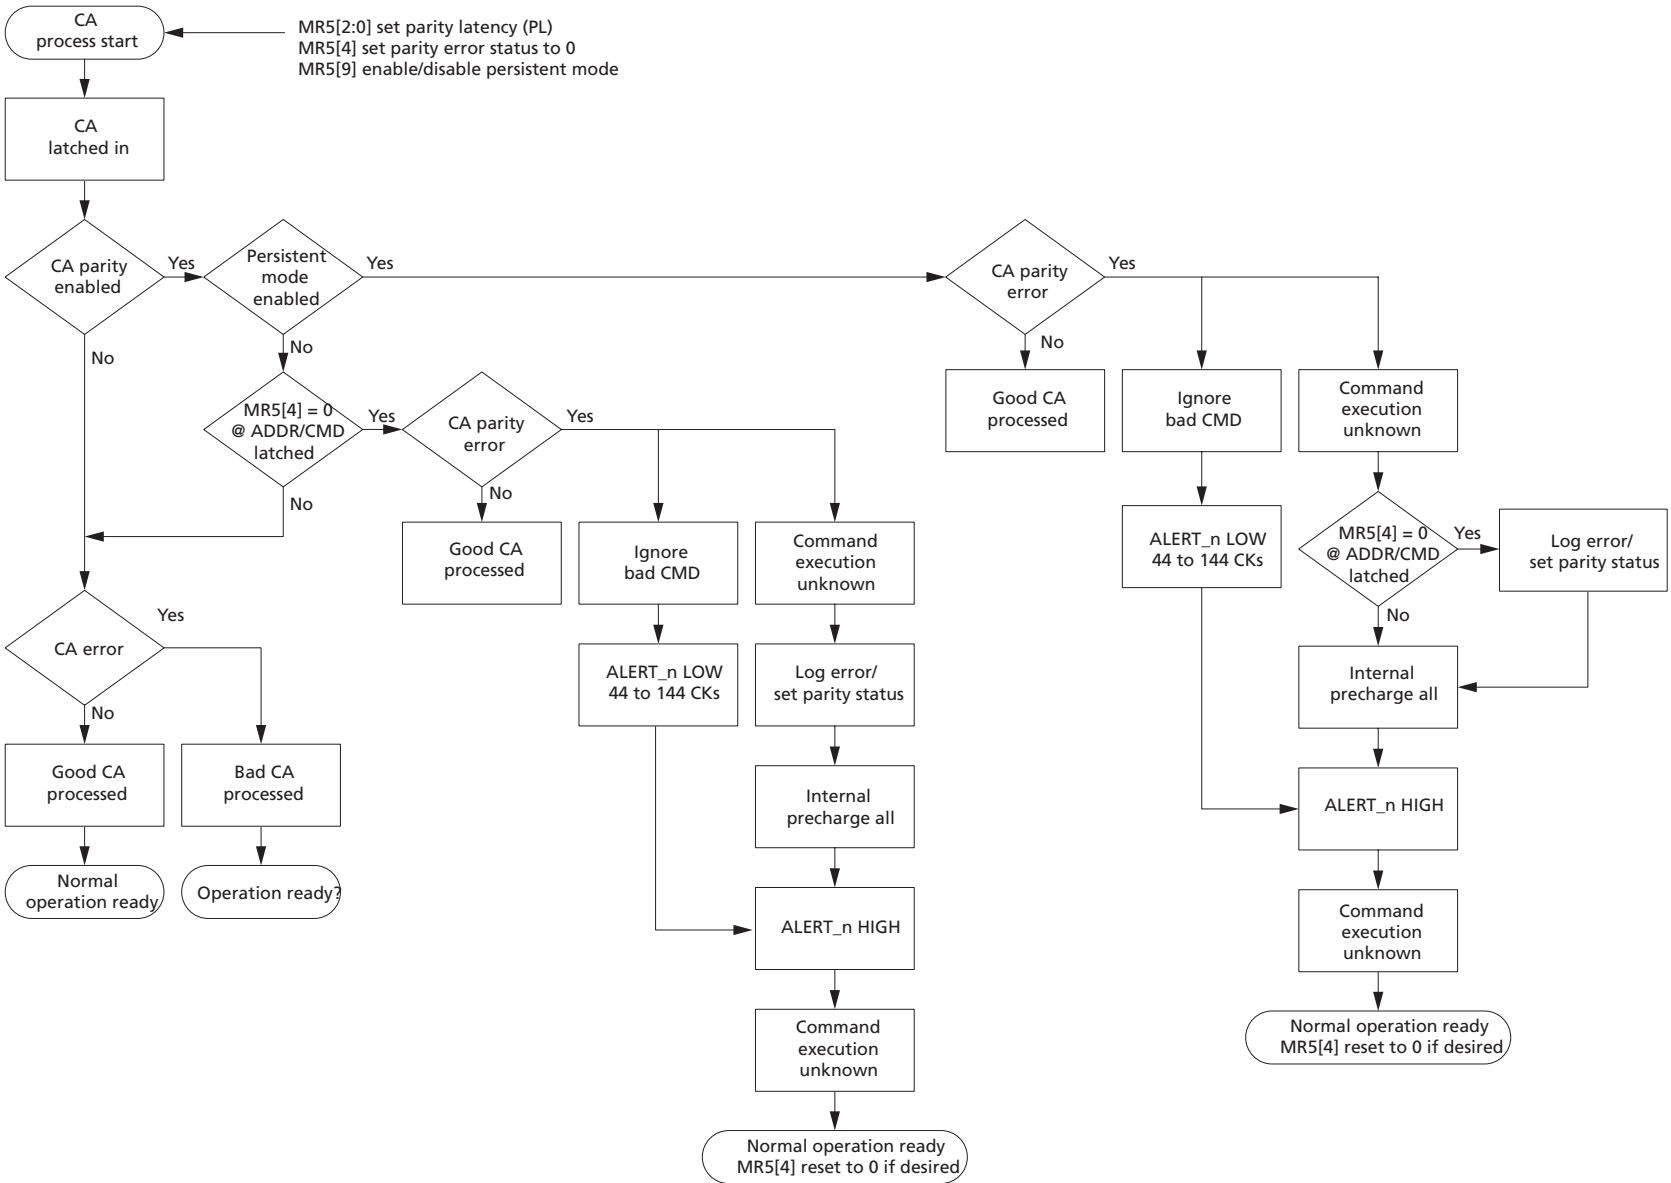 CA
process start
MR5[2:0] set parity latency (PL)
MR5[4] set parity error status to 0
MR5[9] enable/disable persistent mode
CA
latched in
CA parity
enabled
Yes
No
Persistent
mode
enabled
Yes
No
CA parity
error
Yes
No
Good CA
processed
Ignore
bad CMD
Command
execution
unknown
MR5[4] = 0
@ ADDR/CMD
latched
Yes
No
CA parity
error
Yes
No
Good CA
processed
Ignore
bad CMD
Command
execution
unknown
ALERT_n LOW
44 to 144 CKs
MR5[4] = 0
@ ADDR/CMD
latched
Yes
No
Log error/
set parity status
CA error
Yes
No
ALERT_n LOW
44 to 144 CKs
Log error/
set parity status
Internal
precharge all
Good CA
processed
Bad CA
processed
Internal
precharge all
ALERT_n HIGH
Normal
operation ready
Operation ready?
ALERT_n HIGH
Command
execution
unknown
Command
execution
unknown
Normal operation ready
MR5[4] reset to 0 if desired
Normal operation ready
MR5[4] reset to 0 if desired